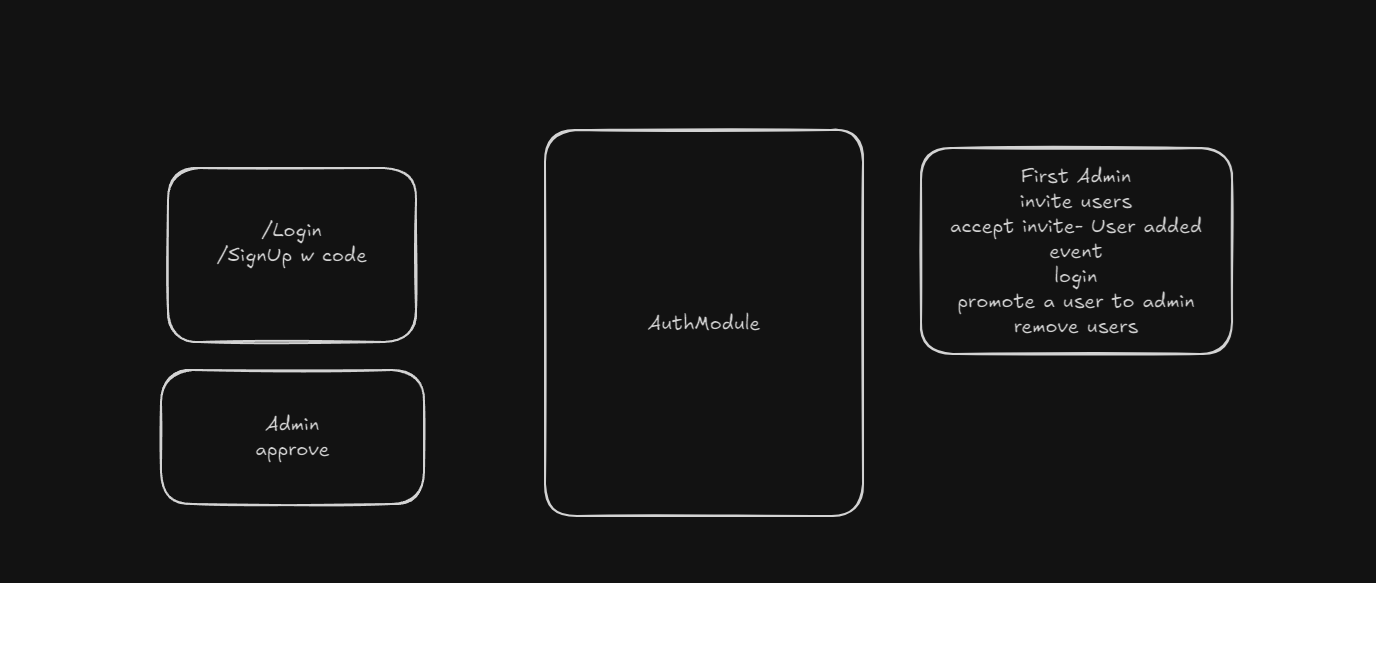 /Login
/SignUp w code
Admin
approve
AuthModule
First Admin
invite users
accept invite- User added
event
login
promote a user to admin
remove users